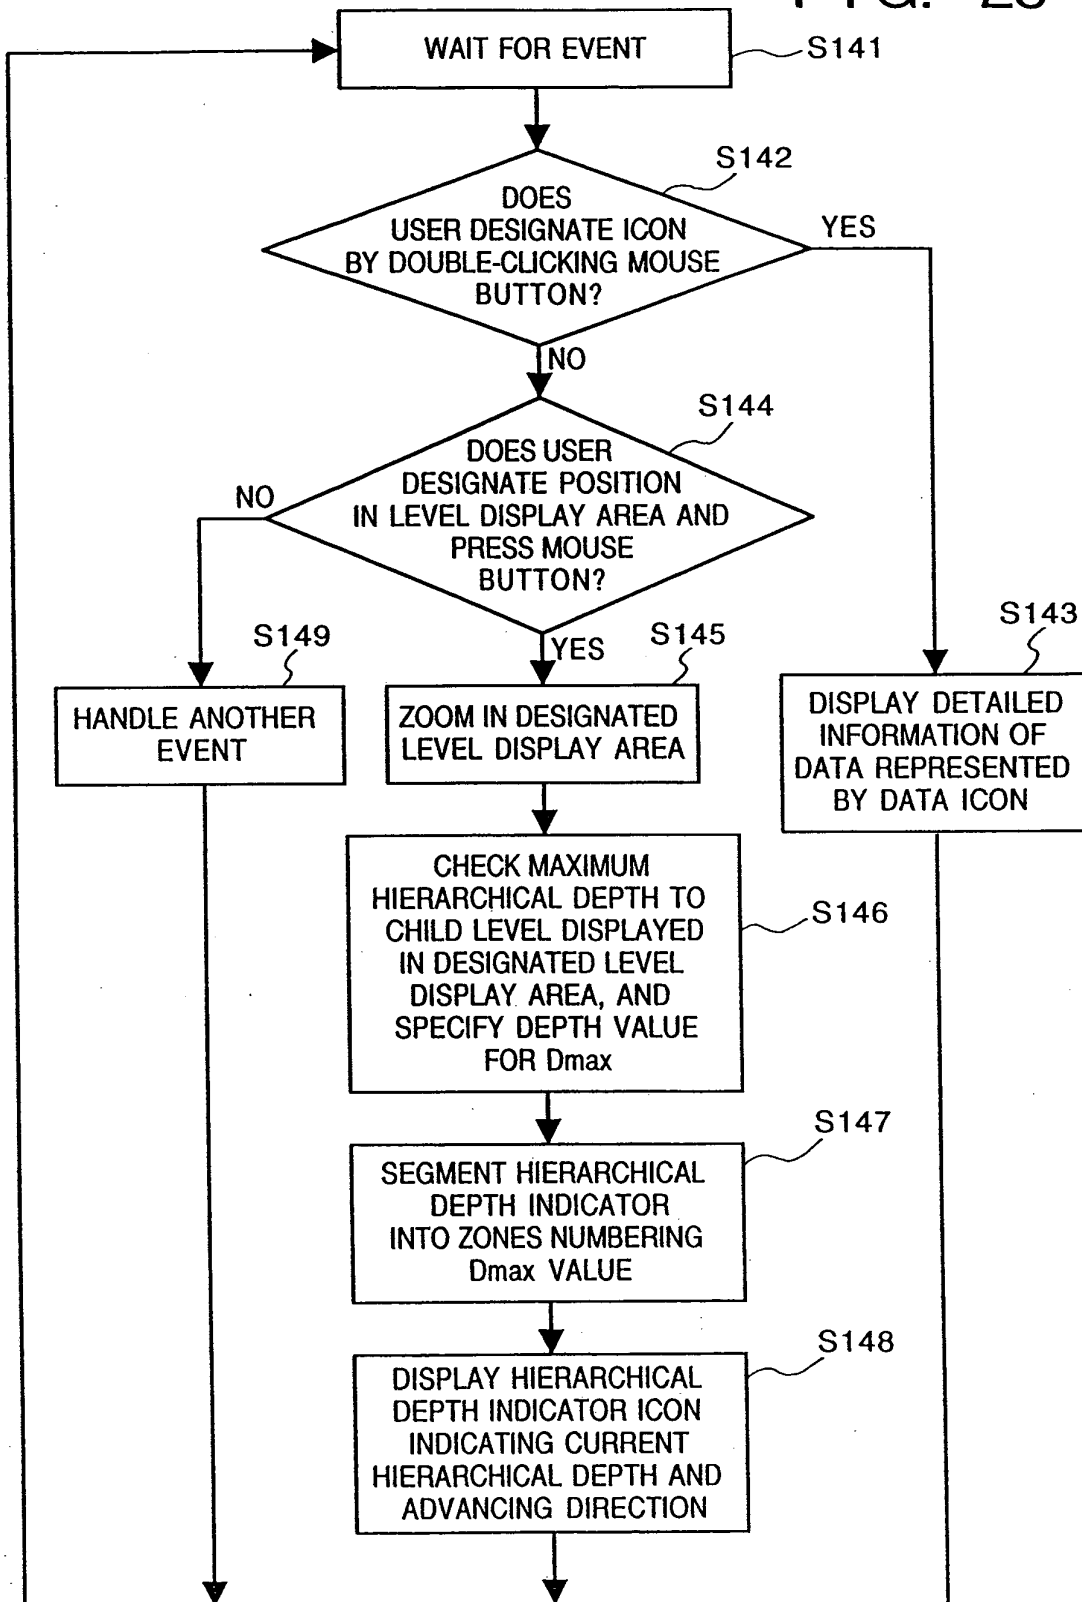 FIG. 28
WAIT FOR EVENT
S141
S142
DOES
USER DESIGNATE ICON
BY DOUBLE-CLICKING MOUSE
BUTTON?
YES
NO
S144
DOES USER
DESIGNATE POSITION
IN LEVEL DISPLAY AREA AND
PRESS MOUSE
BUTTON?
NO
YES
S149
HANDLE ANOTHER
EVENT
S145
ZOOM IN DESIGNATED
LEVEL DISPLAY AREA
S143
DISPLAY DETAILED
INFORMATION OF
DATA REPRESENTED
BY DATA ICON
CHECK MAXIMUM
HIERARCHICAL DEPTH TO
CHILD LEVEL DISPLAYED
IN DESIGNATED LEVEL
DISPLAY AREA, AND
SPECIFY DEPTH VALUE
FOR Dmax
S146
S147
SEGMENT HIERARCHICAL
DEPTH INDICATOR
INTO ZONES NUMBERING
Dmax VALUE
S148
DISPLAY HIERARCHICAL
DEPTH INDICATOR ICON
INDICATING CURRENT
HIERARCHICAL DEPTH AND
ADVANCING DIRECTION